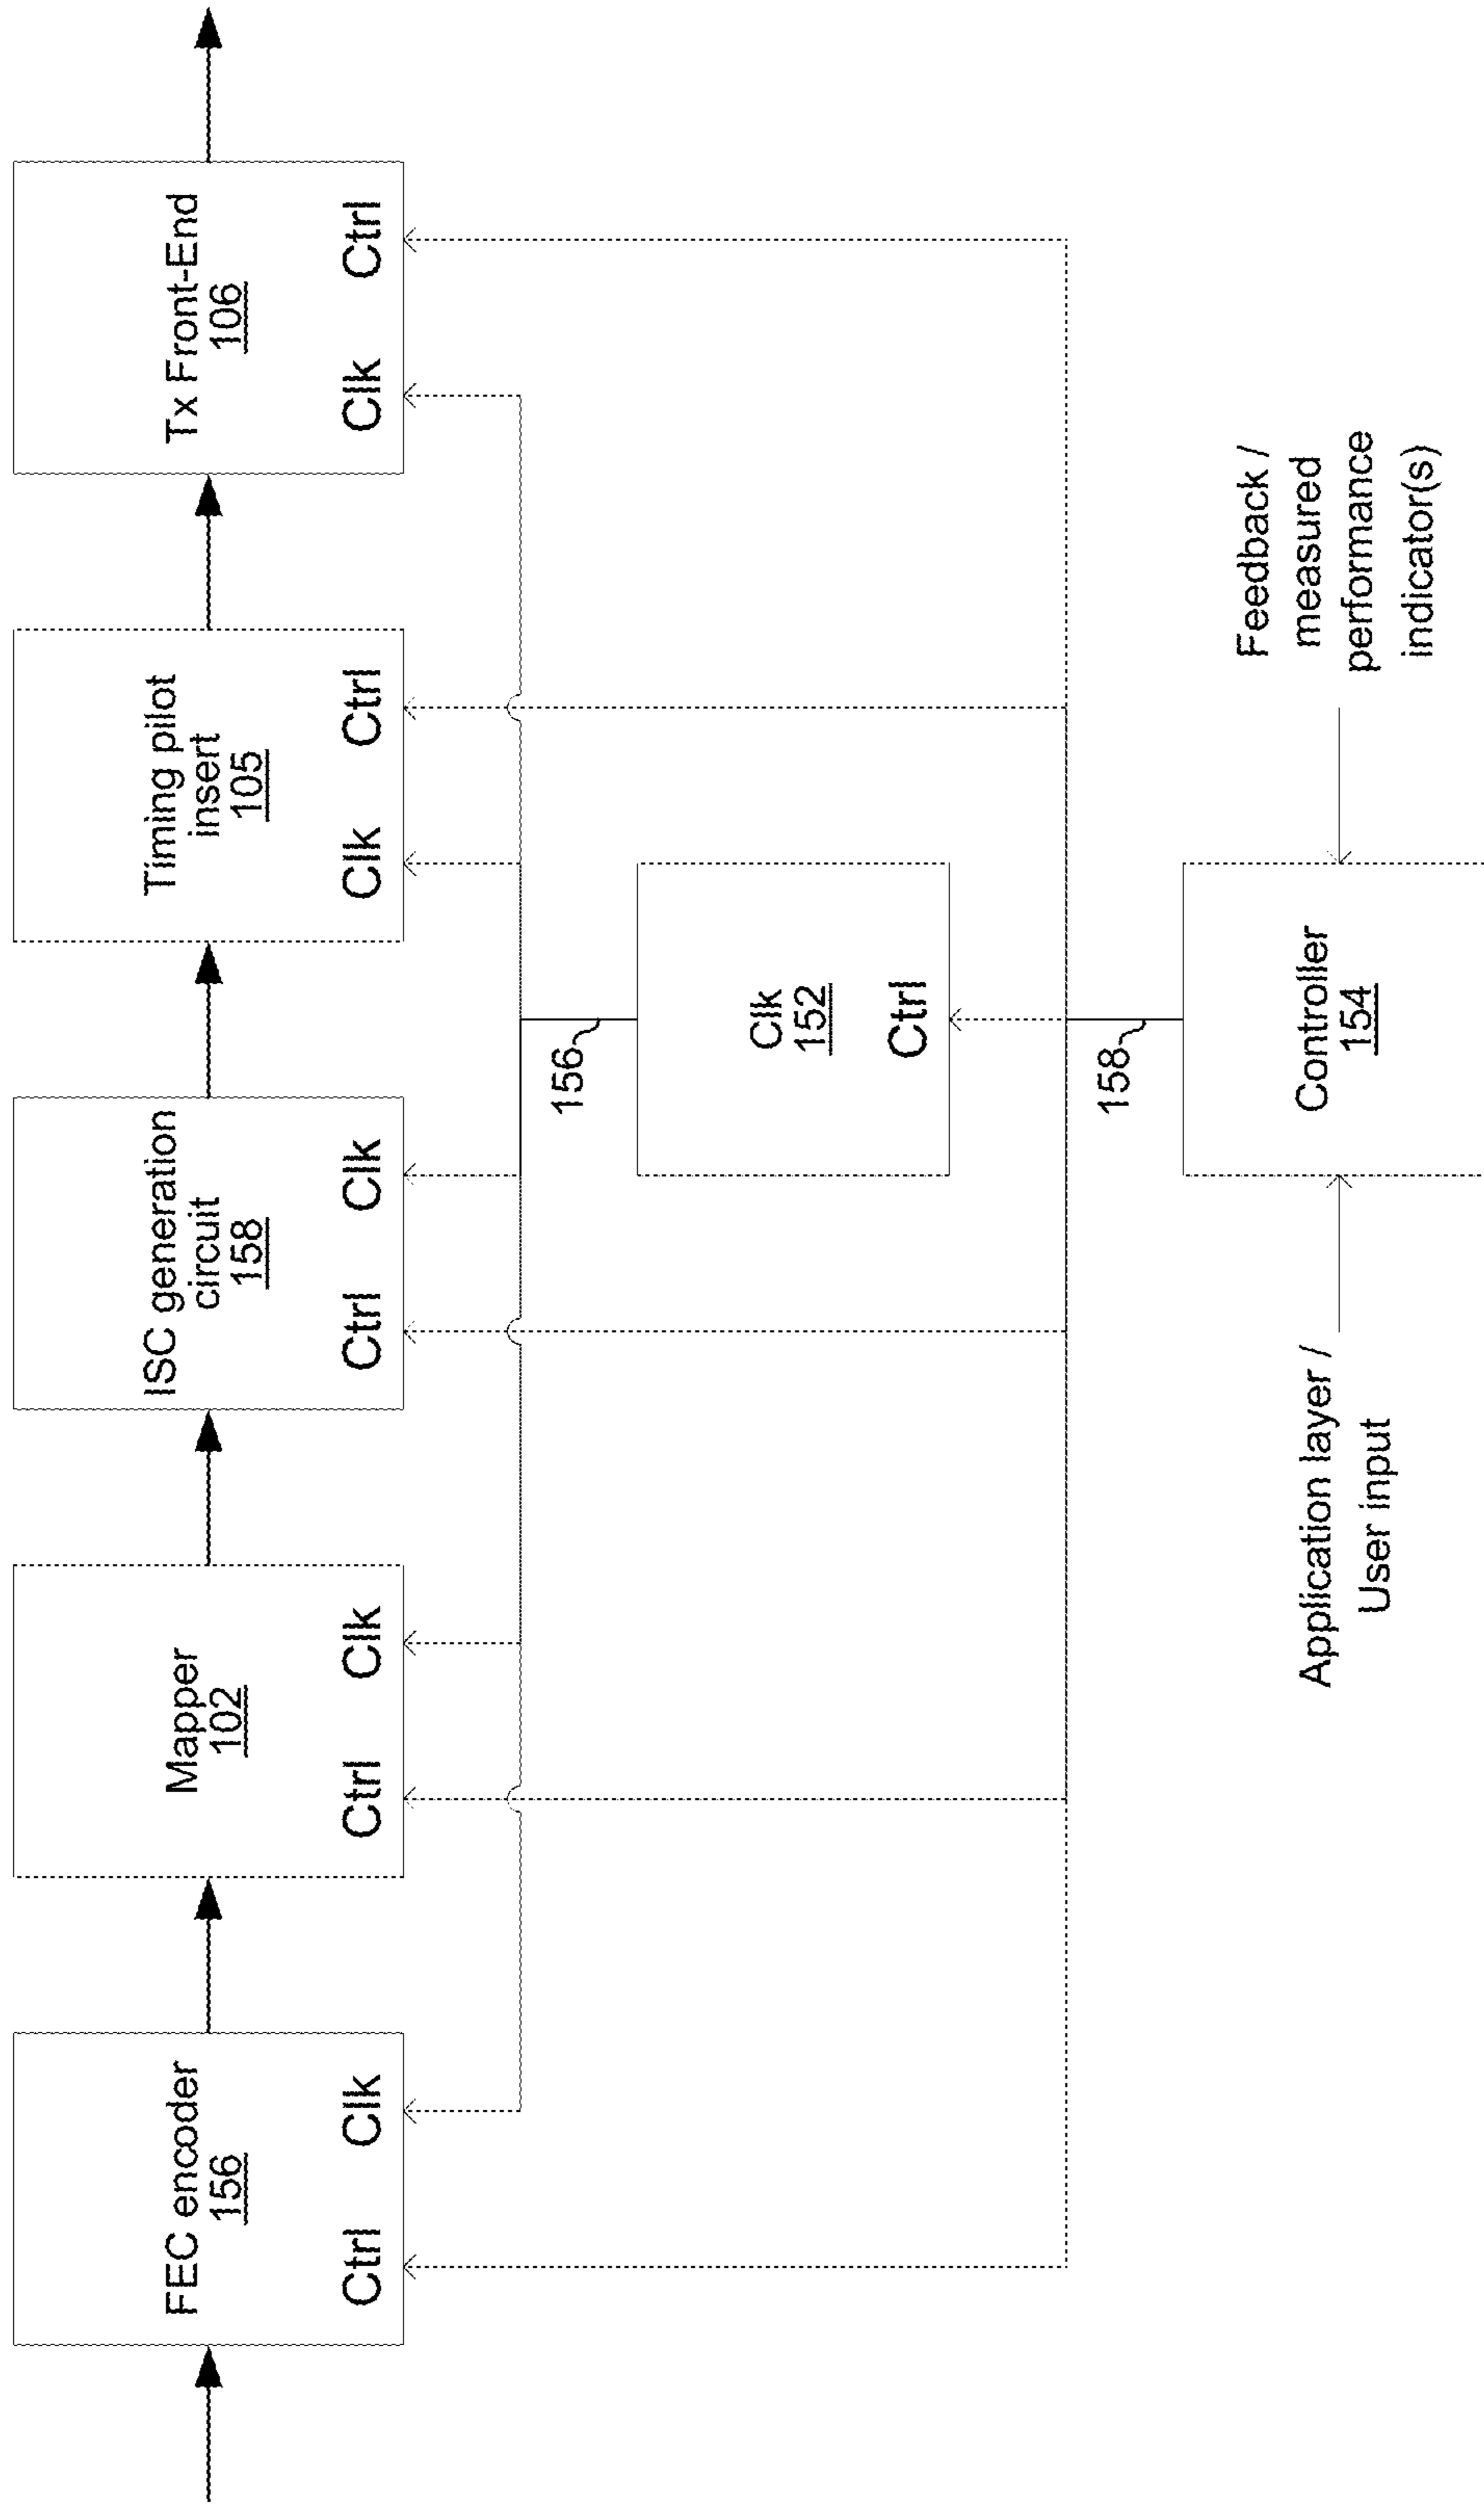 FEC encoder
156
Ctrl Clk
Mapper
102
Ctrl Clk
ISC generation
circuit
158
Ctrl Clk
Timing pilot
insert
105
Clk Ctrl
Tx Front-End
106
Clk Ctrl
156
Clk
152
Ctrl
158
Application layer /
User input
Controller
154
Feedback /
measured
performance
indicator(s)